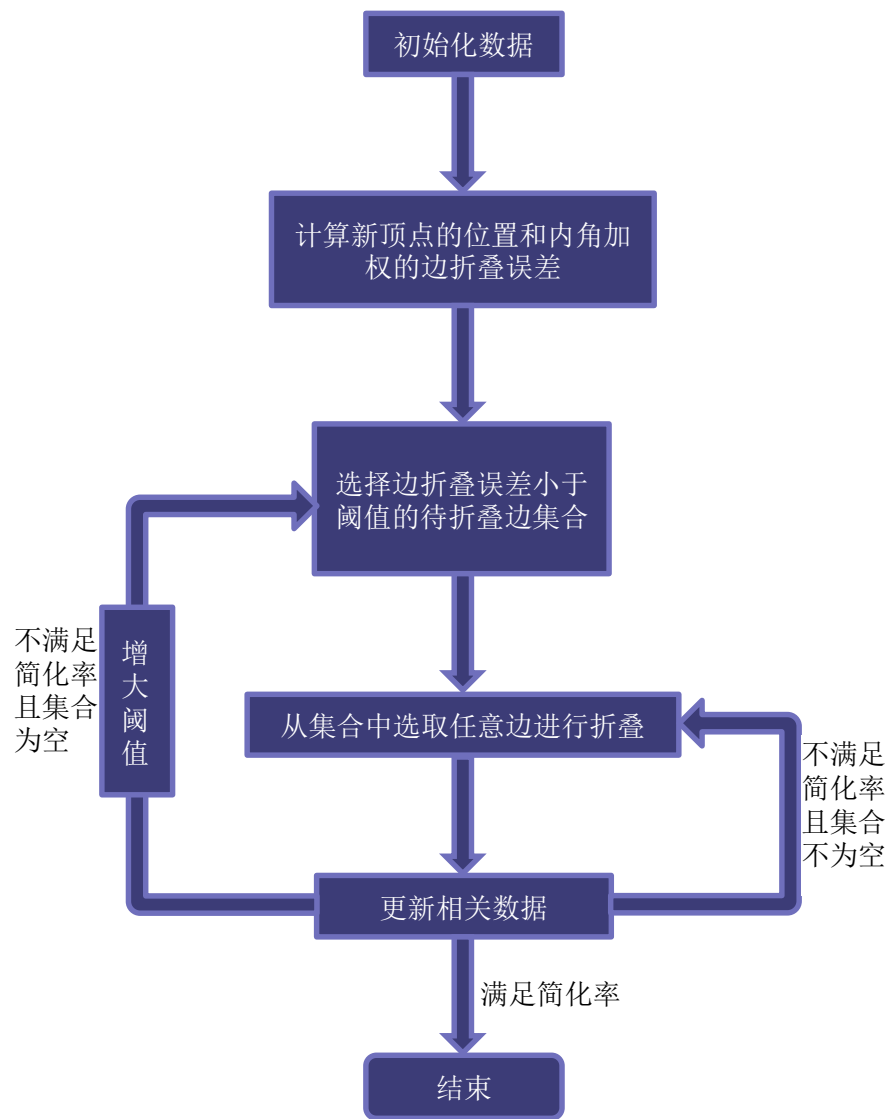 初始化数据
计算新顶点的位置和内角加
权的边折叠误差
选择边折叠误差小于
阈值的待折叠边集合
不满足
简化率
且集合
为空
增
大
阈
值
从集合中选取任意边进行折叠
不满足
简化率
且集合
不为空
更新相关数据
满足简化率
结束